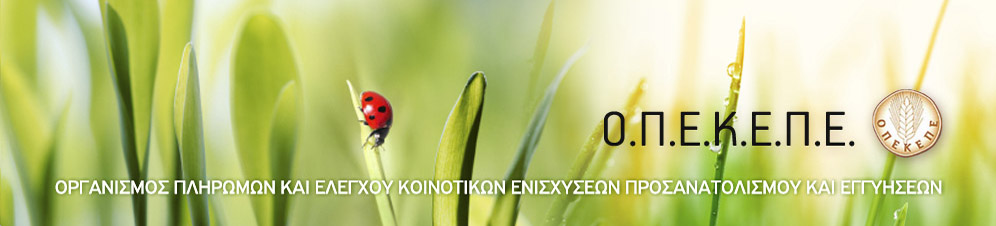 Ο.Π.Ε.Κ.Ε.Π.Ε.
ΟΠΕΚΕΠΕ
ΟΡΓΑΝΙΣΜΟΣ ΠΛΗΡΩΜΩΝ ΚΑΙ ΕΛΕΓΧΟΥ ΚΟΙΝΟΤΙΚΩΝ ΕΝΙΣΧΥΣΕΩΝ ΠΡΟΣΑΝΑΤΟΛΙΣΜΟΥ ΚΑΙ ΕΓΓΥΗΣΕΩΝ